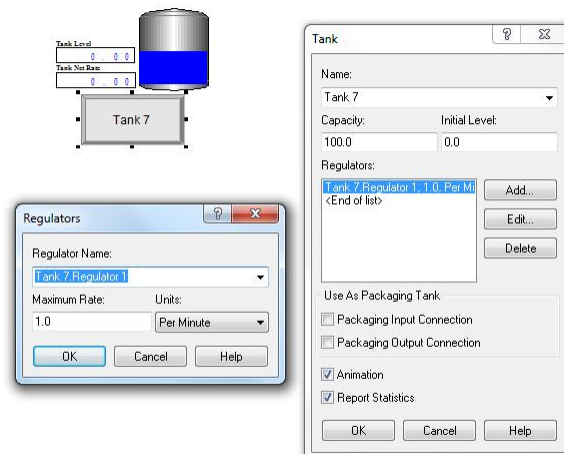 Tank Level
0 . 0 0
Tank Net Rate
0 . 0 0
Tank 7
Regulators
Regulator Name:
Tank 7.Regulator 1
Maximum Rate:
Units:
1.0
Per Minute
OK
Cancel
Help
Tank
Name:
Tank 7
Capacity:
Initial Level:
100.0
0.0
Regulators:
Tank 7.Regulator 1, 1.0, Per Mi
<End of list>
Add...
Edit...
Delete
Use As Packaging Tank
Packaging Input Connection
Packaging Output Connection
Animation
Report Statistics
OK
Cancel
Help